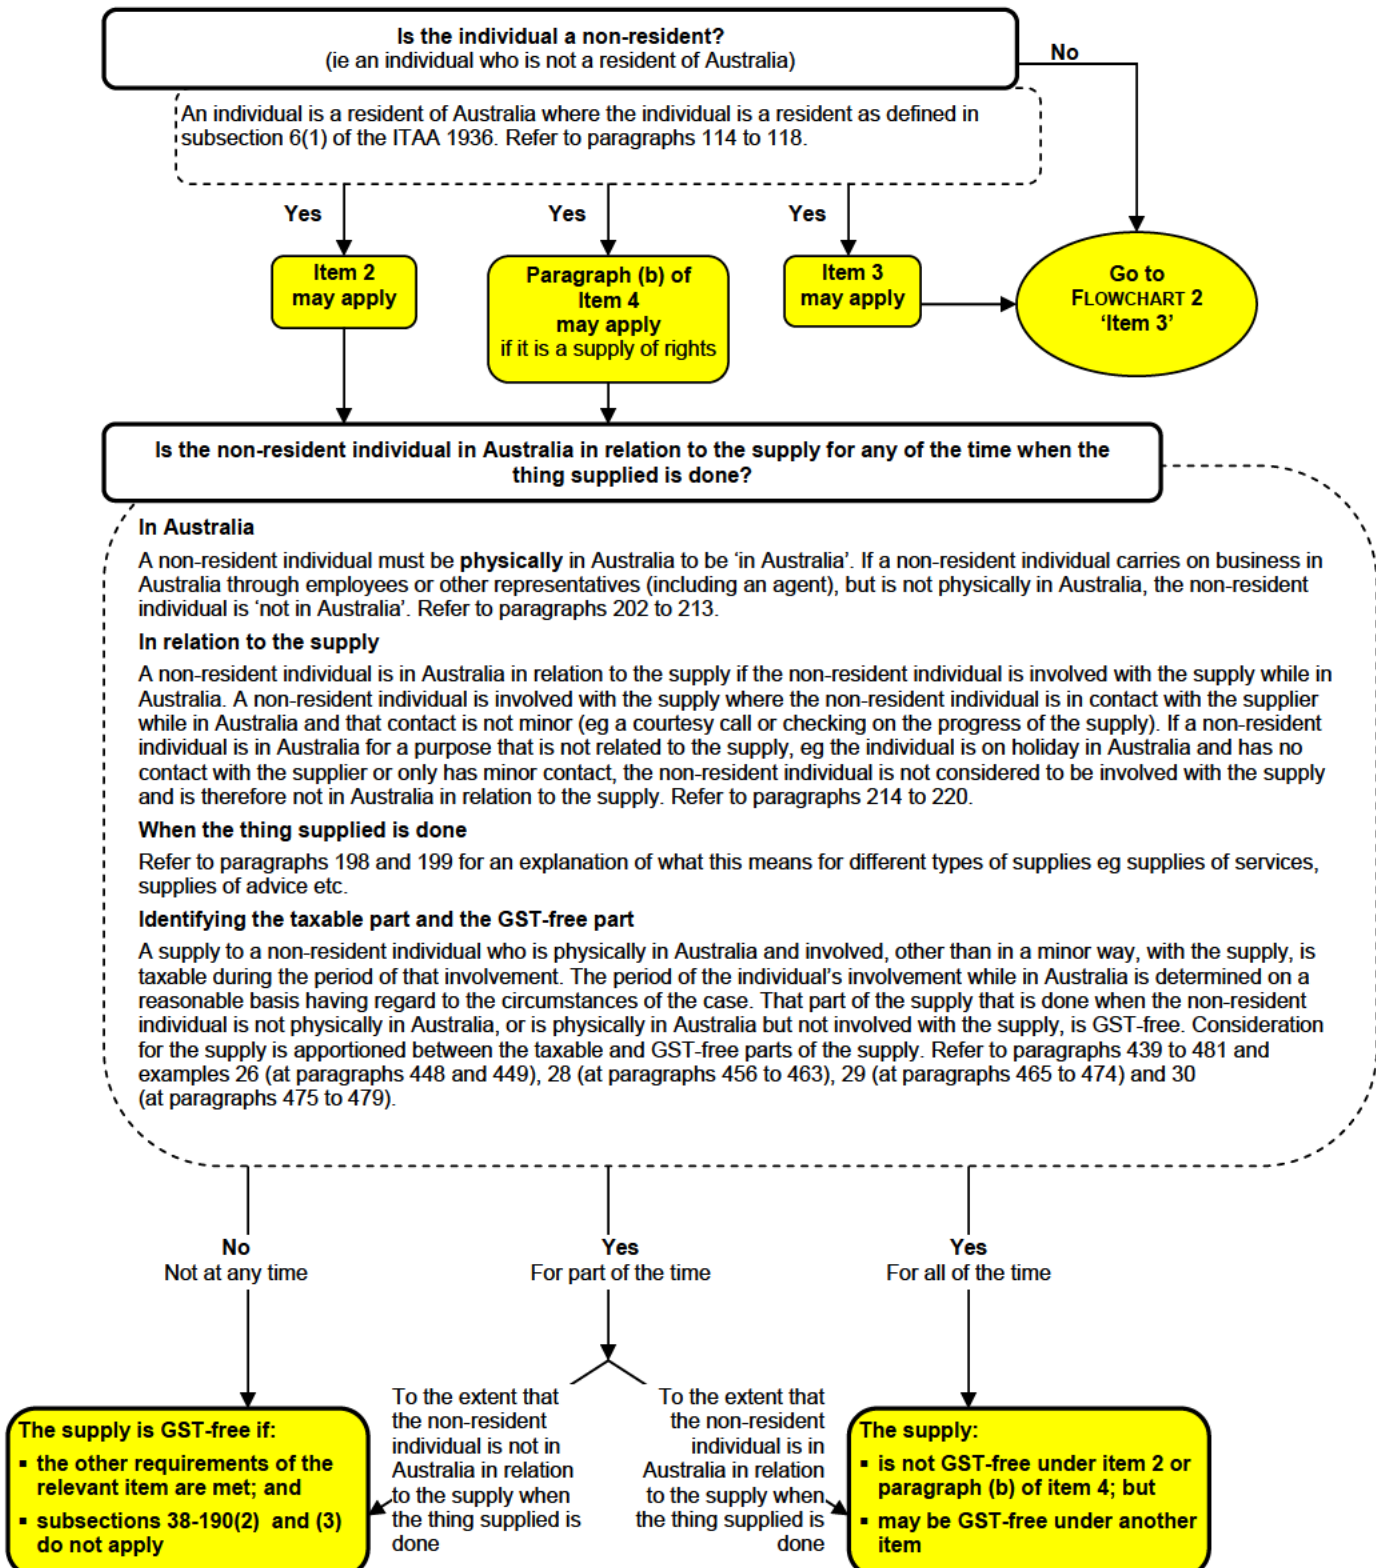 Is the individual a non-resident?
(ie an individual who is not a resident of Australia)
No
An individual is a resident of Australia where the individual is a resident as defined in
subsection 6(1) of the ITAA 1936. Refer to paragraphs 114 to 118.
Yes
Yes
Yes
Item 2
may apply
Paragraph (b) of
Item 4
may apply
if it is a supply of rights
Item 3
may apply
Go to
FLOWCHART 2
‘Item 3’
Is the non-resident individual in Australia in relation to the supply for any of the time when the
thing supplied is done?
In Australia
A non-resident individual must be physically in Australia to be ‘in Australia’. If a non-resident individual carries on business in
Australia through employees or other representatives (including an agent), but is not physically in Australia, the non-resident
individual is ‘not in Australia’. Refer to paragraphs 202 to 213.
In relation to the supply
A non-resident individual is in Australia in relation to the supply if the non-resident individual is involved with the supply while in
Australia. A non-resident individual is involved with the supply where the non-resident individual is in contact with the supplier
while in Australia and that contact is not minor (eg a courtesy call or checking on the progress of the supply). If a non-resident
individual is in Australia for a purpose that is not related to the supply, eg the individual is on holiday in Australia and has no
contact with the supplier or only has minor contact, the non-resident individual is not considered to be involved with the supply
and is therefore not in Australia in relation to the supply. Refer to paragraphs 214 to 220.
When the thing supplied is done
Refer to paragraphs 198 and 199 for an explanation of what this means for different types of supplies eg supplies of services,
supplies of advice etc.
Identifying the taxable part and the GST-free part
A supply to a non-resident individual who is physically in Australia and involved, other than in a minor way, with the supply, is
taxable during the period of that involvement. The period of the individual’s involvement while in Australia is determined on a
reasonable basis having regard to the circumstances of the case. That part of the supply that is done when the non-resident
individual is not physically in Australia, or is physically in Australia but not involved with the supply, is GST-free. Consideration
for the supply is apportioned between the taxable and GST-free parts of the supply. Refer to paragraphs 439 to 481 and
examples 26 (at paragraphs 448 and 449), 28 (at paragraphs 456 to 463), 29 (at paragraphs 465 to 474) and 30
(at paragraphs 475 to 479).
No
Not at any time
Yes
For part of the time
Yes
For all of the time
The supply is GST-free if:
▪ the other requirements of the
relevant item are met; and
▪ subsections 38-190(2) and (3)
do not apply
To the extent that
the non-resident
individual is not in
Australia in relation
to the supply when
the thing supplied is
done
To the extent that
the non-resident
individual is in
Australia in relation
to the supply when
the thing supplied is
done
The supply:
▪ is not GST-free under item 2 or
paragraph (b) of item 4; but
▪ may be GST-free under another
item